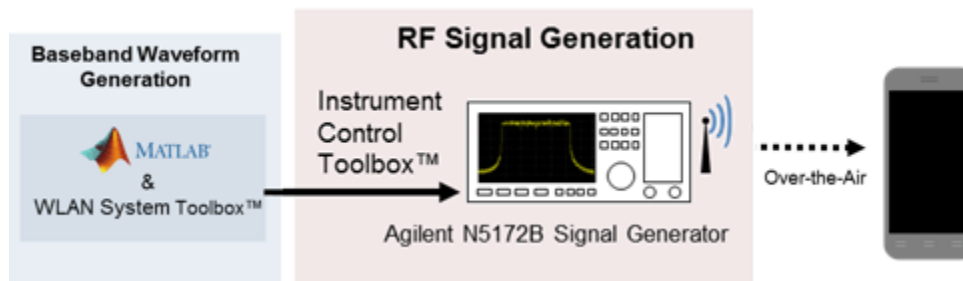 Baseband Waveform
Generation
MATLAB®
&
WLAN System Toolbox™
RF Signal Generation
Instrument
Control
Toolbox™
Agilent N5172B Signal Generator
Over-the-Air